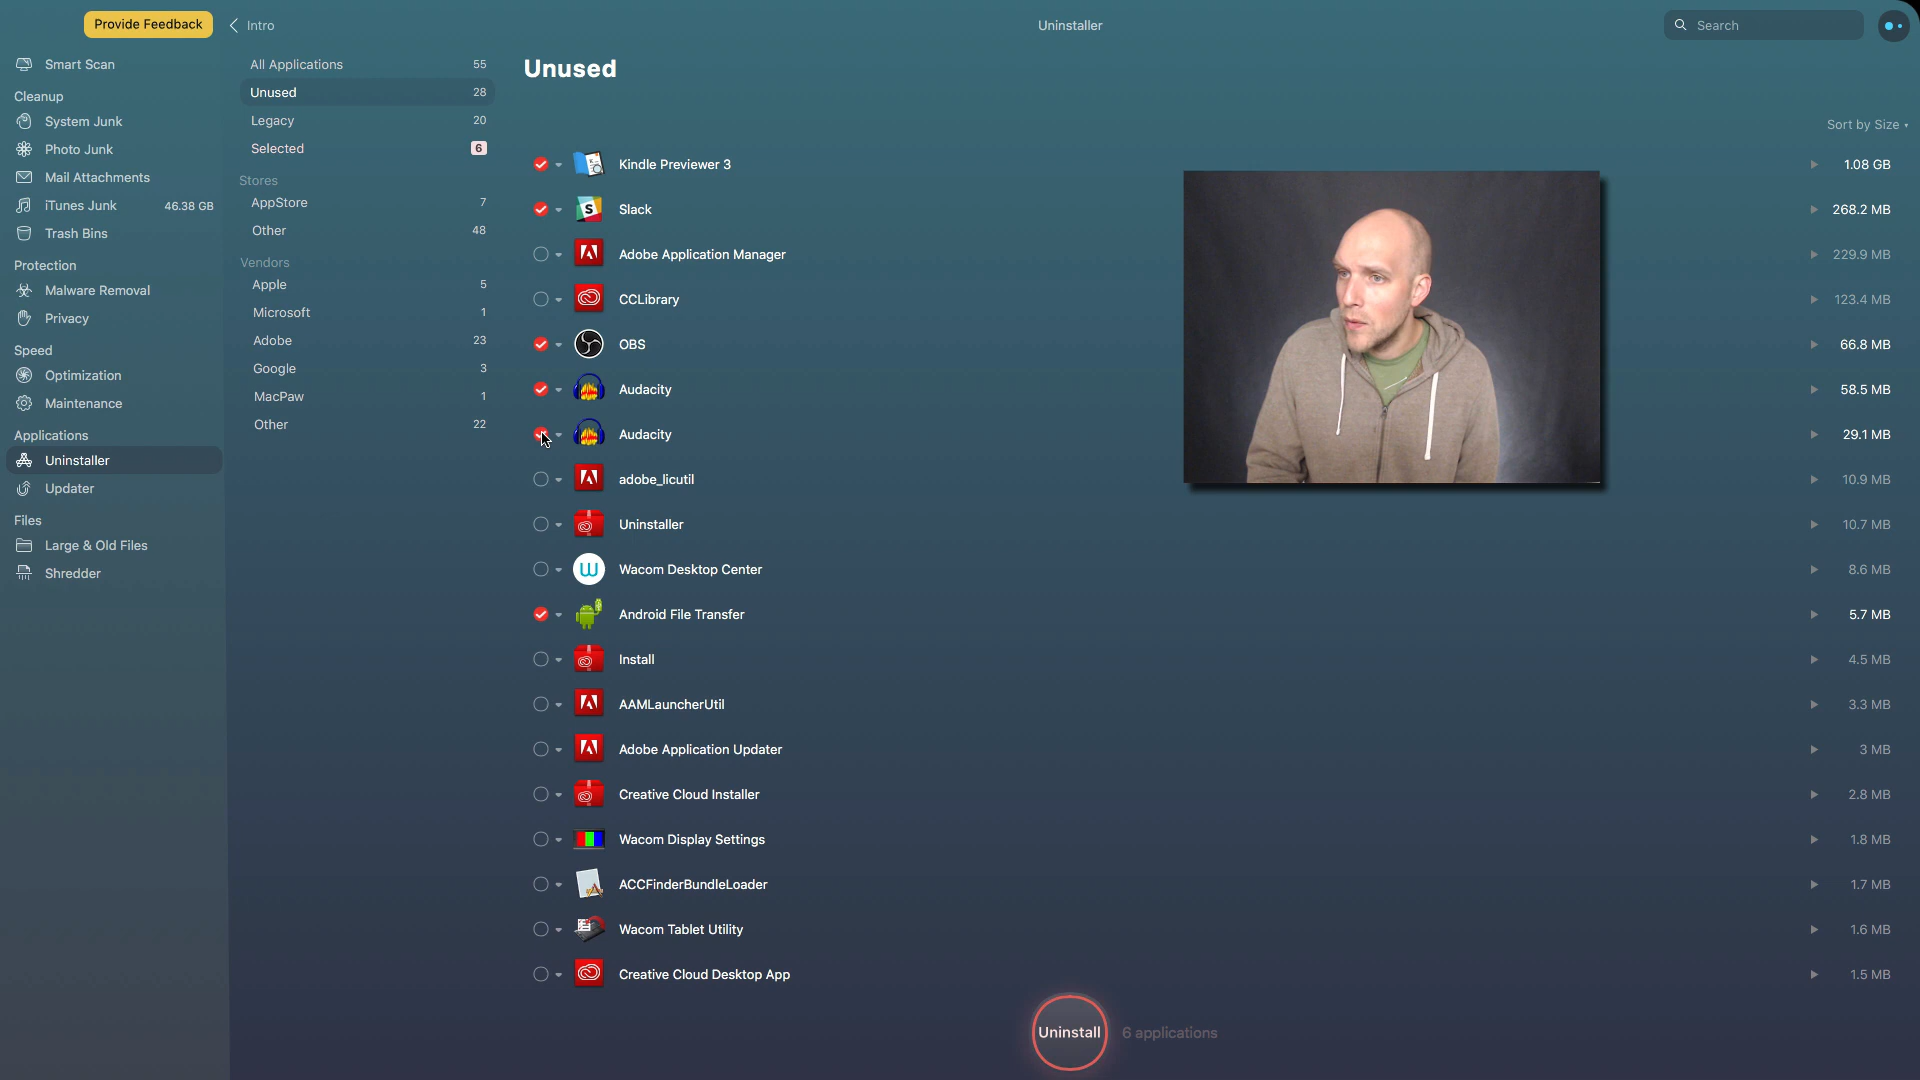 Provide Feedback
Intro
Uninstaller
Search
Smart Scan
Cleanup
System Junk
Photo Junk
Mail Attachments
iTunes Junk 46.38 GB
Trash Bins
Protection
Malware Removal
Privacy
Speed
Optimization
Maintenance
Applications
Uninstaller
Updater
Files
Large & Old Files
Shredder
All Applications 55
Unused 28
Legacy 20
Selected 6
Stores
AppStore 7
Other 48
Vendors
Apple 5
Microsoft 1
Adobe 23
Google 3
MacPaw 1
Other 22
Unused
Sort by Size
Kindle Previewer 3 1.08 GB
Slack 268.2 MB
Adobe Application Manager 229.9 MB
CCLibrary 123.4 MB
OBS 66.8 MB
Audacity 58.5 MB
Audacity 29.1 MB
adobe_licutil 10.9 MB
Uninstaller 10.7 MB
Wacom Desktop Center 8.6 MB
Android File Transfer 5.7 MB
Install 4.5 MB
AAMLauncherUtil 3.3 MB
Adobe Application Updater 3 MB
Creative Cloud Installer 2.8 MB
Wacom Display Settings 1.8 MB
ACCFinderBundleLoader 1.7 MB
Wacom Tablet Utility 1.6 MB
Creative Cloud Desktop App 1.5 MB
Uninstall 6 applications